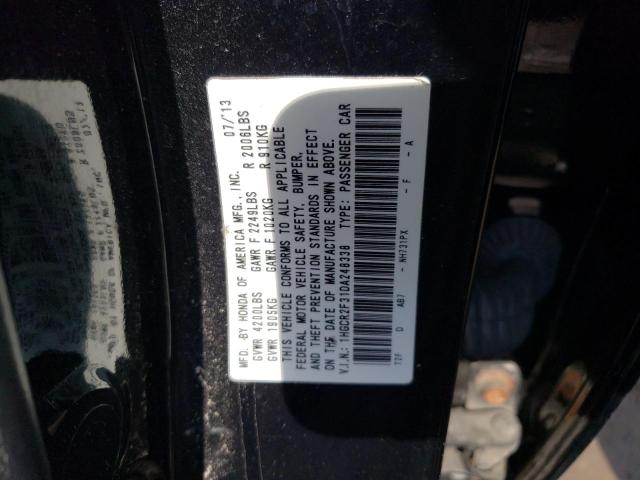 MFD. BY HONDA OF AMERICA MFG., INC. 07/'13
GVWR 4200LBS GAWR F 2249LBS R 2006LBS
GVWR 1905KG GAWR F 1020KG R 910KG
THIS VEHICLE CONFORMS TO ALL APPLICABLE
FEDERAL MOTOR VEHICLE SAFETY, BUMPER,
AND THEFT PREVENTION STANDARDS IN EFFECT
ON THE DATE OF MANUFACTURE SHOWN ABOVE.
V.I.N.: 1HGCR2F31DA248338 TYPE: PASSENGER CAR
T2F D AB7 - NH731PX - F - A